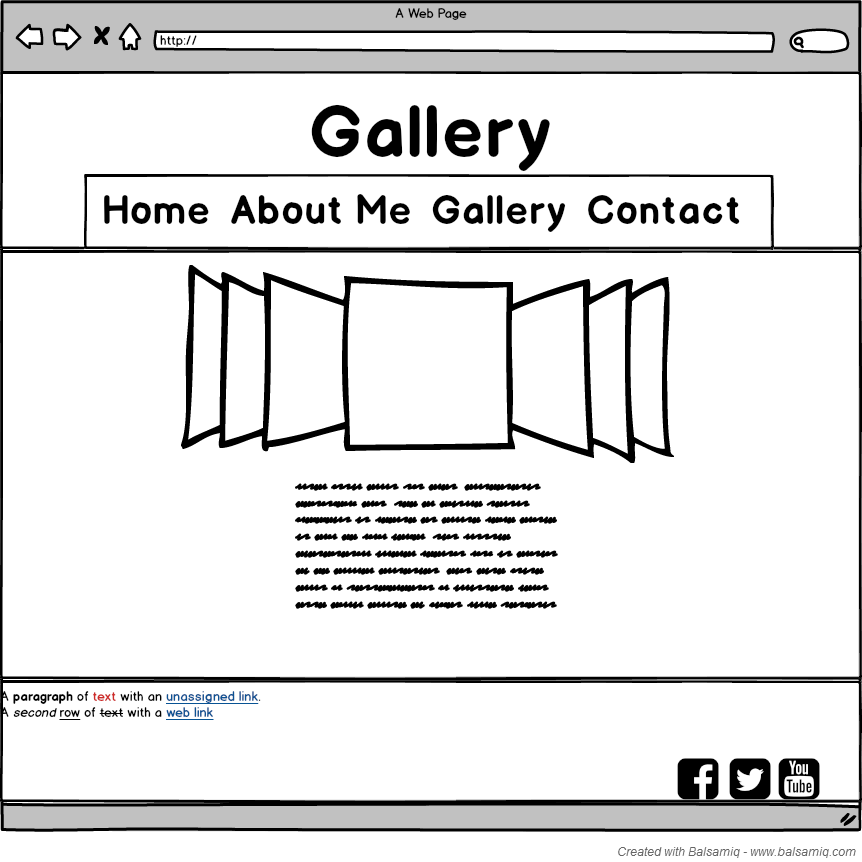 A Web Page
http://
Gallery
Home About Me Gallery Contact
A paragraph of text with an unassigned link.
A second row of text with a web link
You
Tube
Created with Balsamiq - www.balsamiq.com